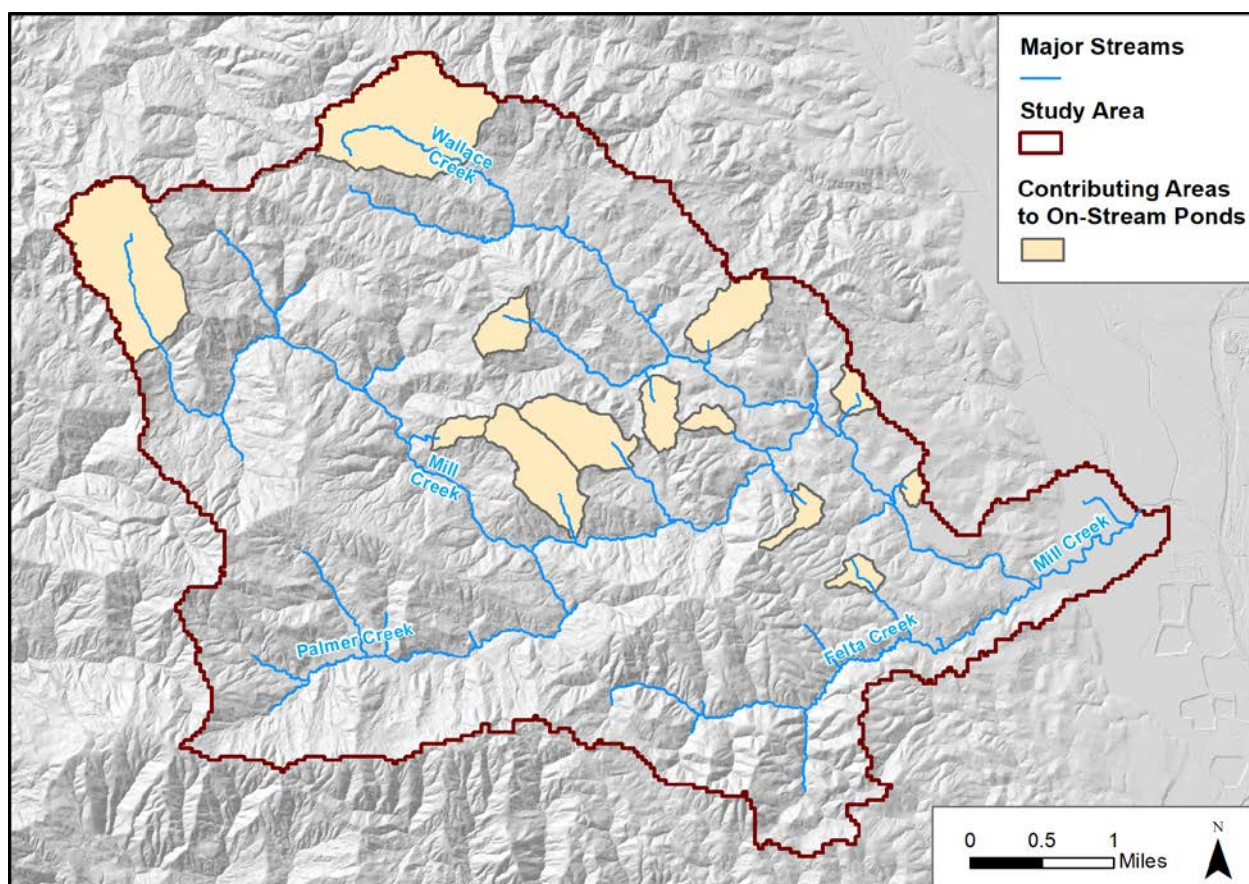 Major Streams
Study Area
Contributing Areas
to On-Stream Ponds
Wallace
Creek
Mill
Creek
Mill Creek
Palmer Creek
Felta Creek
N
0 0.5 1
Miles